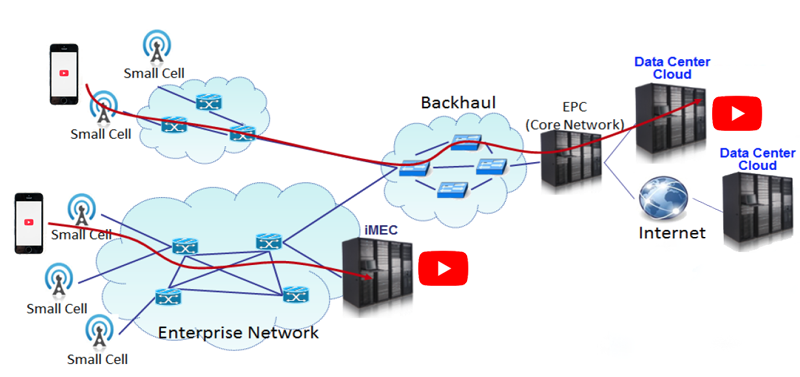 Small Cell
Small Cell
Backhaul
EPC
(Core Network)
Data Center
Cloud
Data Center
Cloud
Internet
Small Cell
iMEC
Small Cell
Enterprise Network
Small Cell